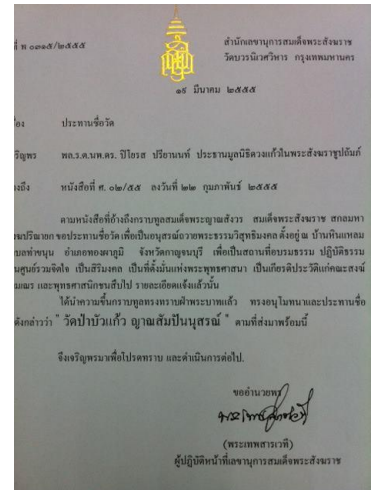 ที่ พ ๐๓๑๕/๒๕๕๕
สำนักเลขานุการสมเด็จพระสังฆราช
วัดบวรนิเวศวิหาร กรุงเทพมหานคร
๑๙ มีนาคม ๒๕๕๕
ื่อง ประทานชื่อวัด
ริญพร พล.ร.ต.นพ.ดร. ปิโยรส ปรียานนท์ ประธานมูลนิธิดวงแก้วในพระสังฆราชูปถัมภ์
างถึง หนังสือที่ ศ. ๐๒/๕๕ ลงวันที่ ๒๒ กุมภาพันธ์ ๒๕๕๕
ตามหนังสือที่อ้างถึงกราบทูลสมเด็จพระญาณสังวร สมเด็จพระสังฆราช สกลมหา
ฆปริณายก ขอประทานชื่อวัด เพื่อเป็นอนุสรณ์ถวายพระธรรมวิสุทธิมงคล ตั้งอยู่ ณ บ้านหินแหลม
บลท่าขนุน อำเภอทองผาภูมิ จังหวัดกาญจนบุรี เพื่อเป็นสถานที่อบรมธรรม ปฏิบัติธรรม
นศูนย์รวมจิตใจ เป็นสิริมงคล เป็นที่ตั้งมั่นแห่งพระพุทธศาสนา เป็นเกียรติประวัติแก่คณะสงฆ์
มเณร และพุทธศาสนิกชนสืบไป รายละเอียดแจ้งแล้วนั้น
ได้นำความขึ้นกราบทูลทรงทราบฝ่าพระบาทแล้ว ทรงอนุโมทนาและประทานชื่อ
ดังกล่าวว่า " วัดป่าบัวแก้ว ญาณสัมปันนุสรณ์ " ตามที่ส่งมาพร้อมนี้
จึงเจริญพรมาเพื่อโปรดทราบ และดำเนินการต่อไป.
ขออำนวยพร
(พระเทพสารเวที)
ผู้ปฏิบัติหน้าที่เลขานุการสมเด็จพระสังฆราช